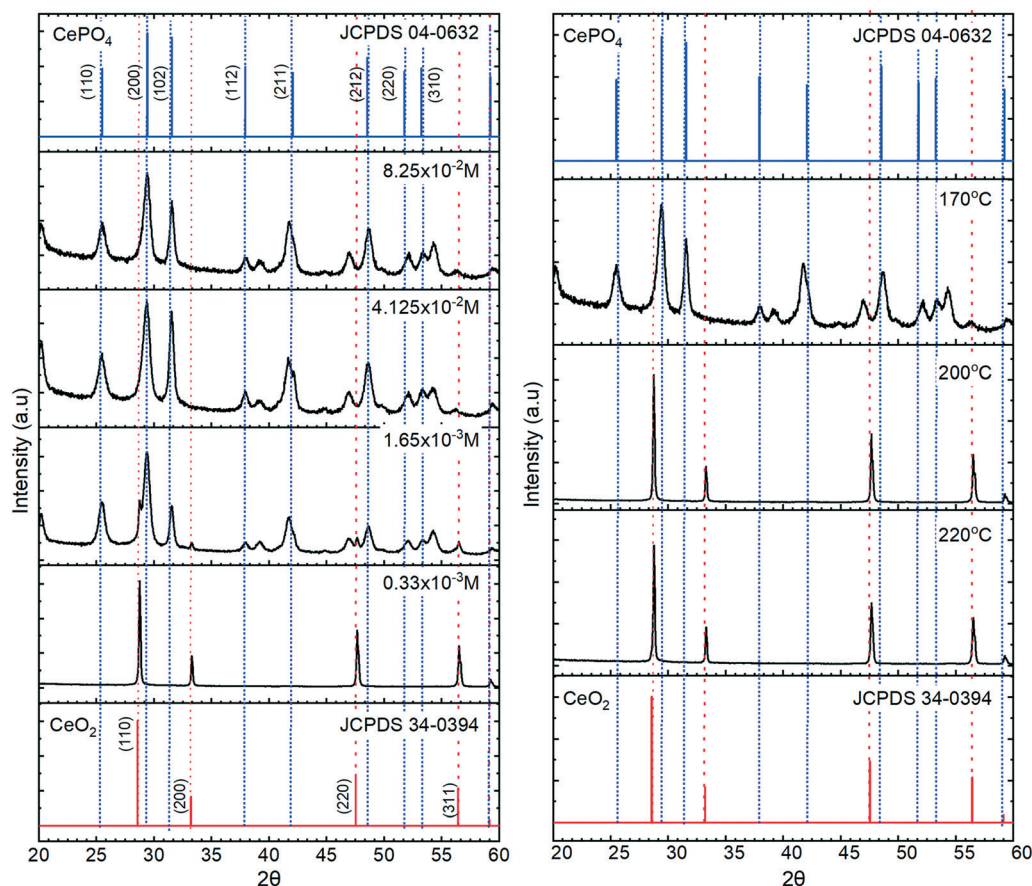 CePO₄ JCPDS 04-0632
(110) (200) (102) (112) (211) (212) (220) (310)
8.25x10⁻²M
4.125x10⁻²M
1.65x10⁻³M
0.33x10⁻³M
CeO₂ JCPDS 34-0394
(110) (200) (220) (311)
Intensity (a.u)
20 25 30 35 40 45 50 55 60
2θ
CePO₄ JCPDS 04-0632
170°C
200°C
220°C
CeO₂ JCPDS 34-0394
Intensity (a.u)
20 25 30 35 40 45 50 55 60
2θ